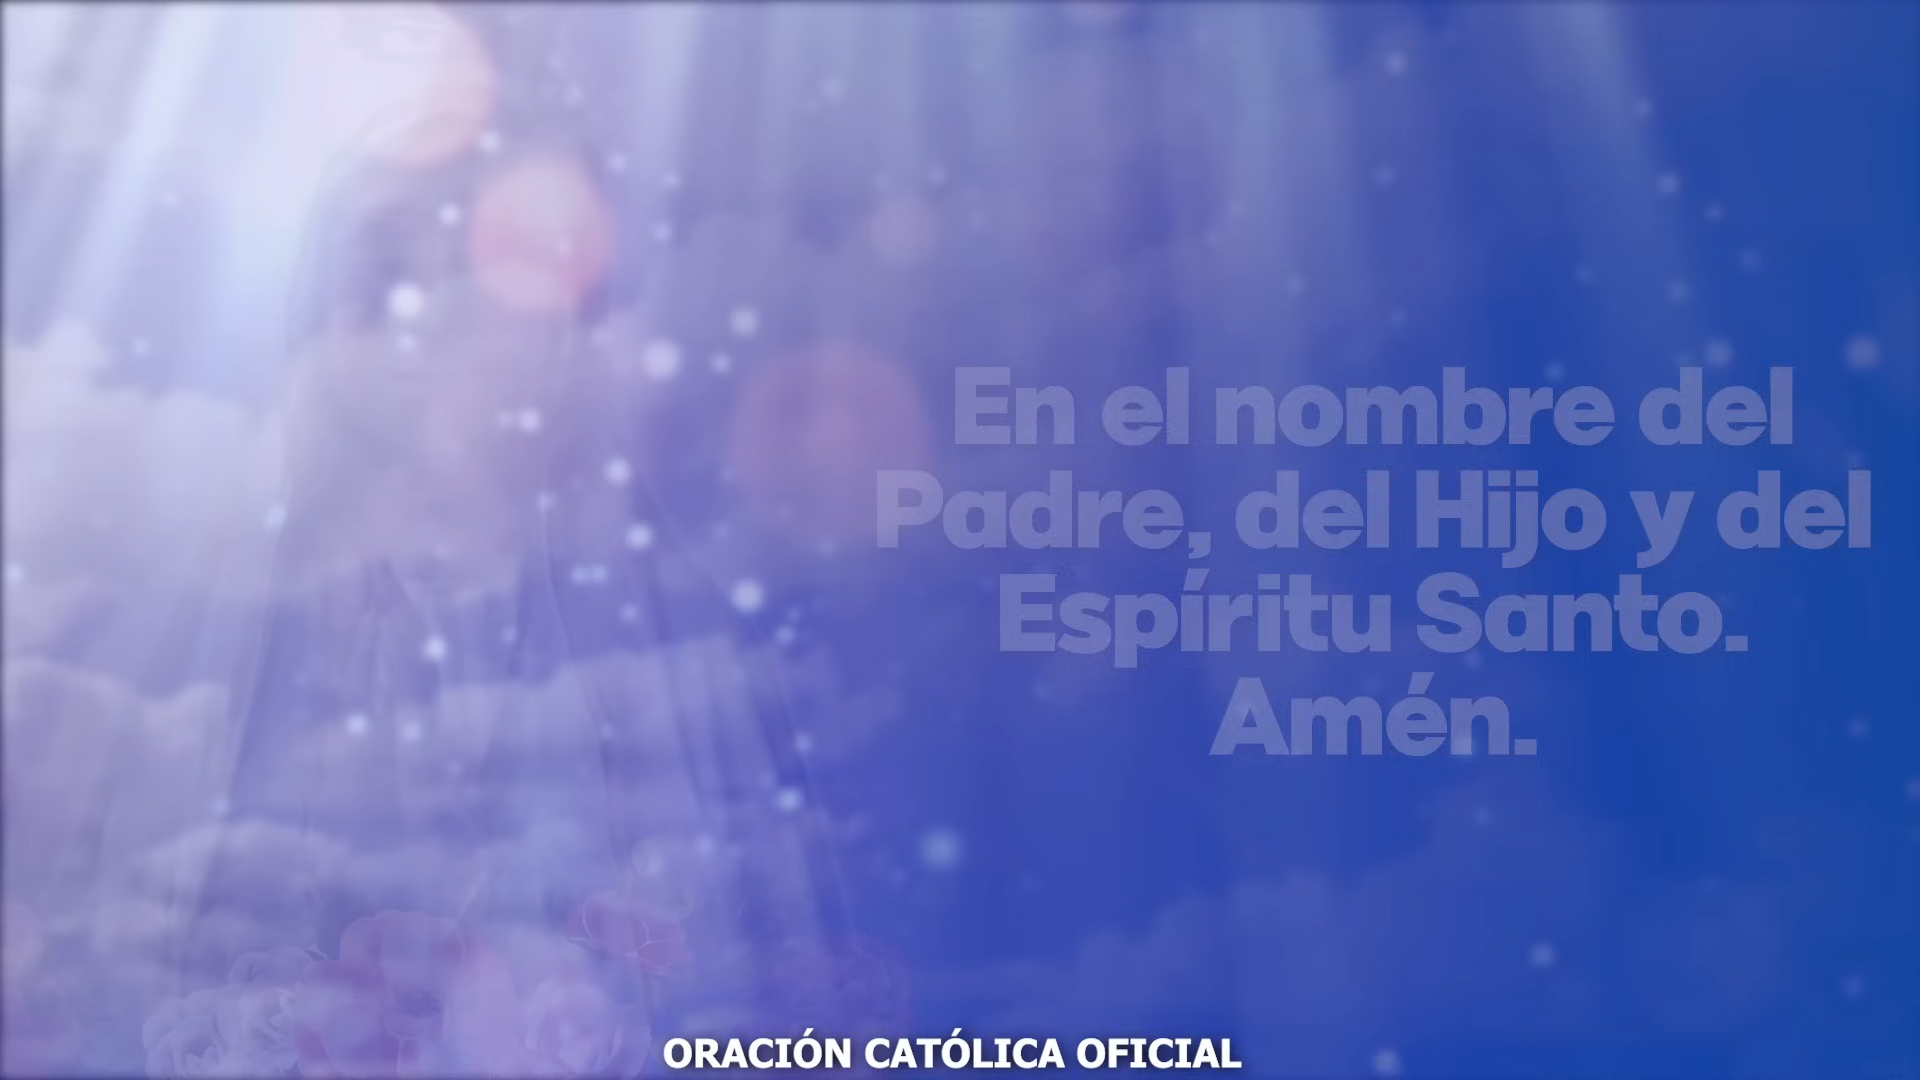 En el nombre del
Padre, del Hijo y del
Espíritu Santo.
Amén.
ORACIÓN CATÓLICA OFICIAL